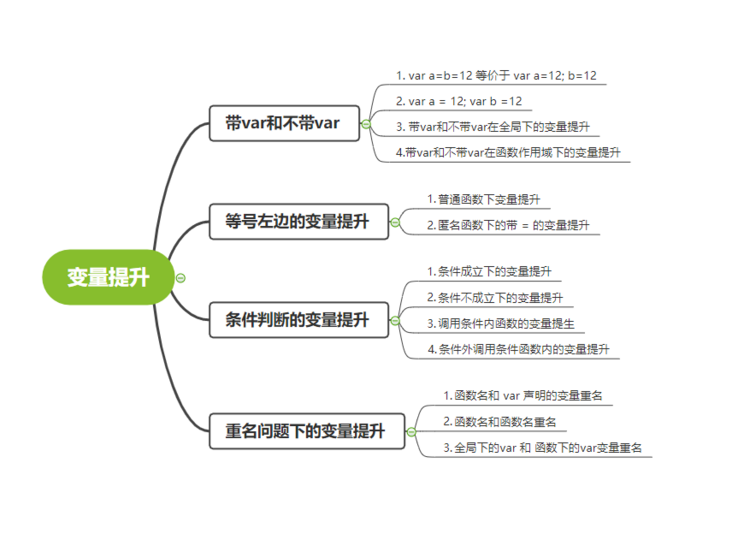 变量提升
带var和不带var
1. var a=b=12 等价于 var a=12; b=12
2. var a = 12; var b =12
3. 带var和不带var在全局下的变量提升
4.带var和不带var在函数作用域下的变量提升
等号左边的变量提升
1. 普通函数下变量提升
2. 匿名函数下的带 = 的变量提升
条件判断的变量提升
1. 条件成立下的变量提升
2. 条件不成立下的变量提升
3. 调用条件内函数的变量提生
4. 条件外调用条件函数内的变量提升
重名问题下的变量提升
1. 函数名和 var 声明的变量重名
2. 函数名和函数名重名
3. 全局下的var 和 函数下的var变量重名